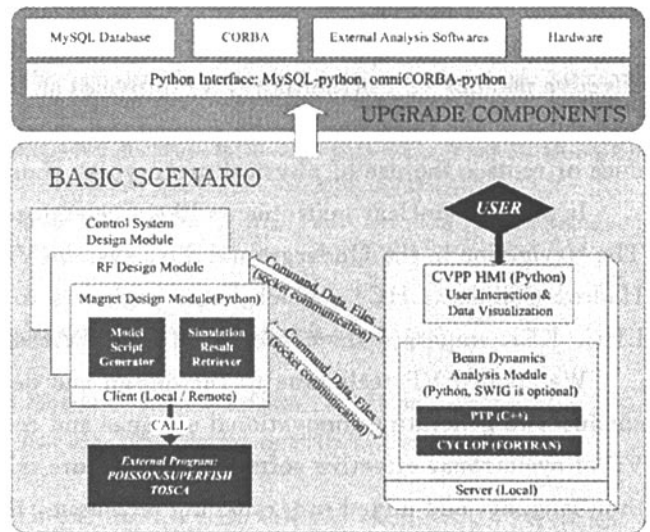 MySQL Database
CORBA
External Analysis Softwares
Hardware
Python Interface: MySQL-python, omniCORBA-python
UPGRADE COMPONENTS
BASIC SCENARIO
Control System
Design Module
RF Design Module
Magnet Design Module(Python)
Model
Script
Generator
Simulation
Result
Retriever
Client (Local / Remote)
CALL
External Program:
POISSON/SUPERFISH
TOSCA
Command, Data, Files
(socket communication)
Command, Data, Files
(socket communication)
USER
CVPP HMI (Python)
User Interaction &
Data Visualization
Beam Dynamics
Analysis Module
(Python, SWIG is optional)
PTP (C++)
CYCLOP (FORTRAN)
Server (Local)